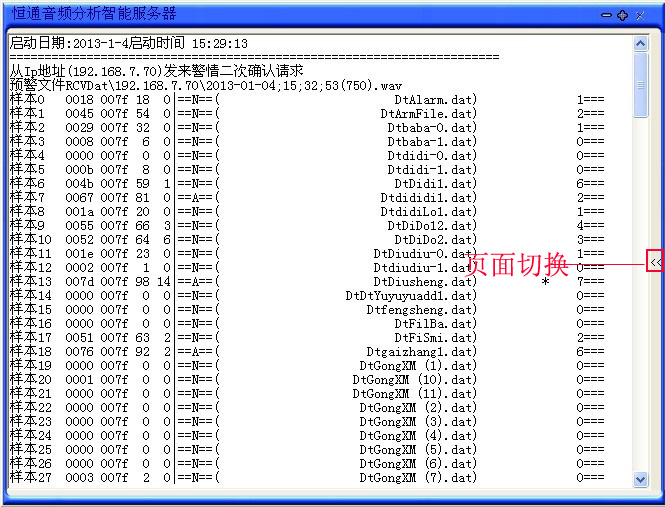 恒通音频分析智能服务器
启动日期:2013-1-4启动时间 15:29:13
======================================================================
从Ip地址(192.168.7.70)发来警情二次确认请求
预警文件RCVDat\192.168.7.70\2013-01-04;15;32;53(750).wav
样本0 0018 007f 18 0|==N==( DtAlarm.dat) 1===
样本1 0045 007f 54 0|==N==( DtArmFile.dat) 2===
样本2 0029 007f 32 0|==N==( Dtbaba-0.dat) 1===
样本3 0008 007f 6 0|==N==( Dtbaba-1.dat) 0===
样本4 0000 007f 0 0|==N==( Dtdidi-0.dat) 0===
样本5 000b 007f 8 0|==N==( Dtdidi-1.dat) 0===
样本6 004b 007f 59 1|==N==( DtDidi1.dat) 6===
样本7 0067 007f 81 0|==A==( Dtdididi1.dat) 2===
样本8 001a 007f 20 0|==N==( DtdidiLo1.dat) 1===
样本9 0055 007f 66 3|==N==( DtDiDo12.dat) 4===
样本10 0052 007f 64 6|==N==( DtDiDo2.dat) 3===
样本11 001e 007f 23 0|==N==( Dtdiudiu-0.dat) 1===
页面切换
<<
样本12 0002 007f 1 0|==N==( Dtdiudiu-1.dat) 0===
样本13 007d 007f 98 14|==A==( DtDiusheng.dat) * 7===
样本14 0000 007f 0 0|==N==( DtDtYuyuyuadd1.dat) 0===
样本15 0000 007f 0 0|==N==( Dtfengsheng.dat) 0===
样本16 0000 007f 0 0|==N==( DtFilBa.dat) 0===
样本17 0051 007f 63 2|==N==( DtFiSmi.dat) 2===
样本18 0076 007f 92 2|==A==( Dtgaizhang1.dat) 6===
样本19 0000 007f 0 0|==N==( DtGongXM (1).dat) 0===
样本20 0001 007f 0 0|==N==( DtGongXM (10).dat) 0===
样本21 0000 007f 0 0|==N==( DtGongXM (11).dat) 0===
样本22 0000 007f 0 0|==N==( DtGongXM (2).dat) 0===
样本23 0000 007f 0 0|==N==( DtGongXM (3).dat) 0===
样本24 0000 007f 0 0|==N==( DtGongXM (4).dat) 0===
样本25 0000 007f 0 0|==N==( DtGongXM (5).dat) 0===
样本26 0000 007f 0 0|==N==( DtGongXM (6).dat) 0===
样本27 0003 007f 2 0|==N==( DtGongXM (7).dat) 0===